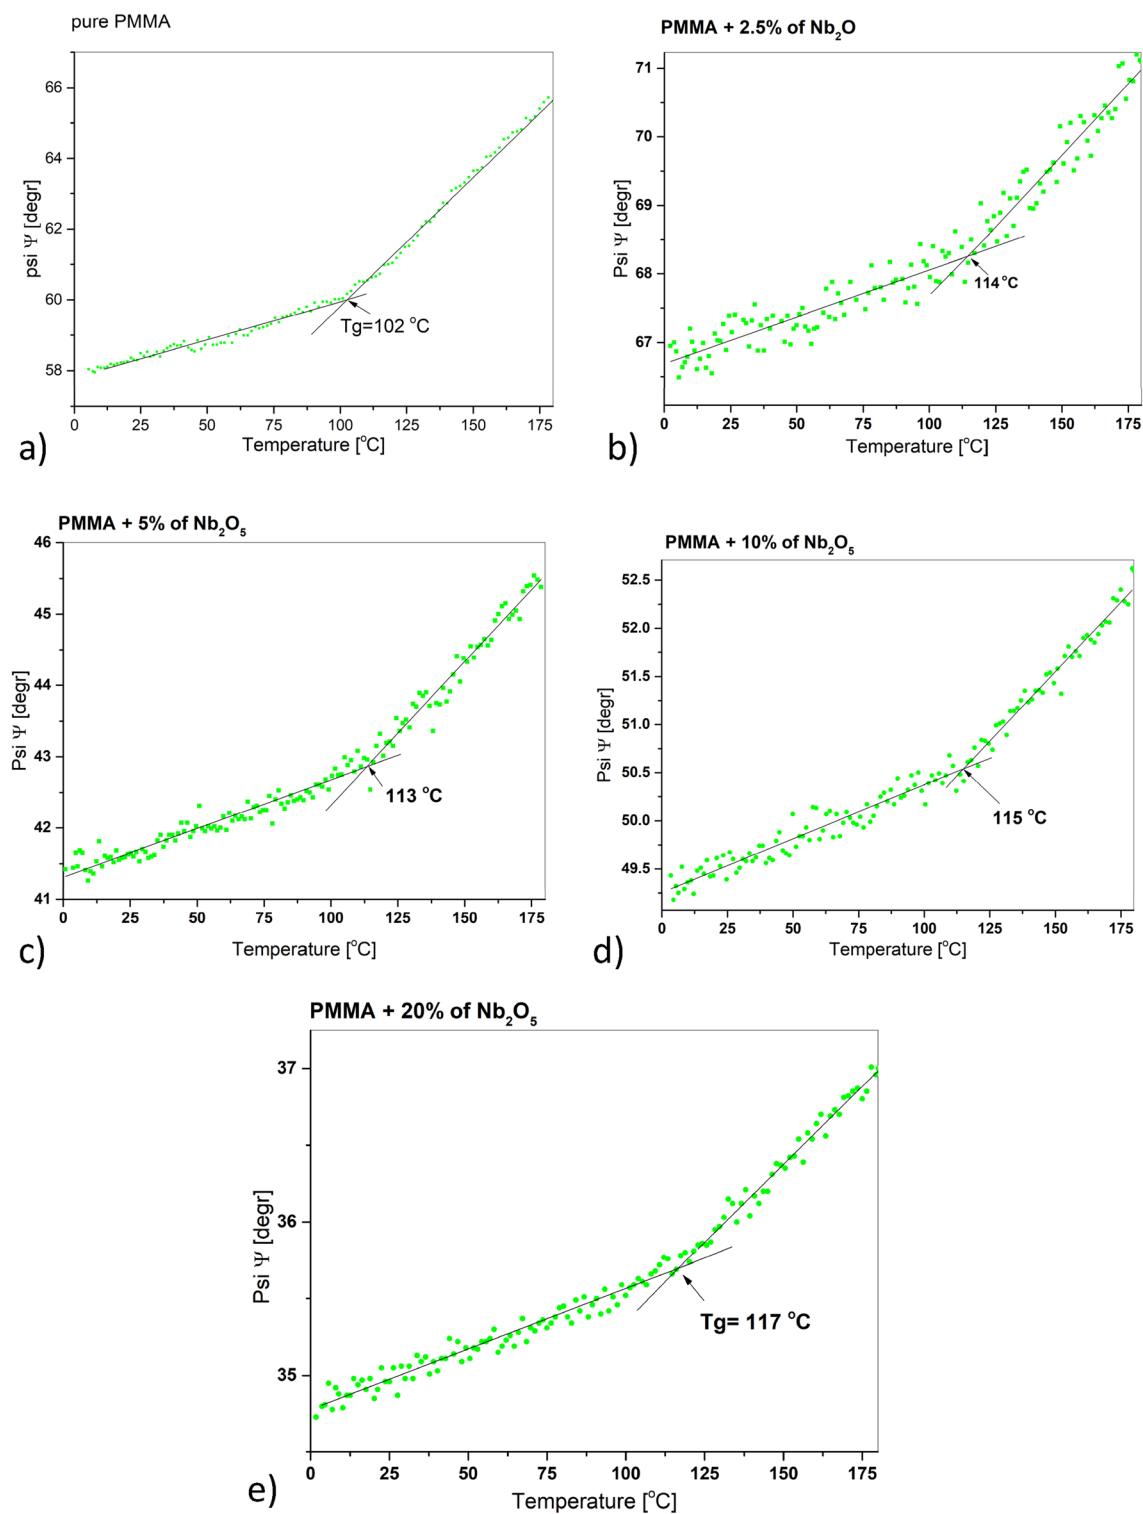 pure PMMA
66
64
62
60
58
psi Ψ [degr]
Tg=102 °C
0 25 50 75 100 125 150 175
Temperature [°C]
a)
PMMA + 2.5% of Nb₂O
71
70
69
68
67
Psi Ψ [degr]
114 °C
0 25 50 75 100 125 150 175
Temperature [°C]
b)
PMMA + 5% of Nb₂O₅
46
45
44
43
42
41
Psi Ψ [degr]
113 °C
0 25 50 75 100 125 150 175
Temperature [°C]
c)
PMMA + 10% of Nb₂O₅
52.5
52.0
51.5
51.0
50.5
50.0
49.5
Psi Ψ [degr]
115 °C
0 25 50 75 100 125 150 175
Temperature [°C]
d)
PMMA + 20% of Nb₂O₅
37
36
35
Psi Ψ [degr]
Tg= 117 °C
0 25 50 75 100 125 150 175
Temperature [°C]
e)